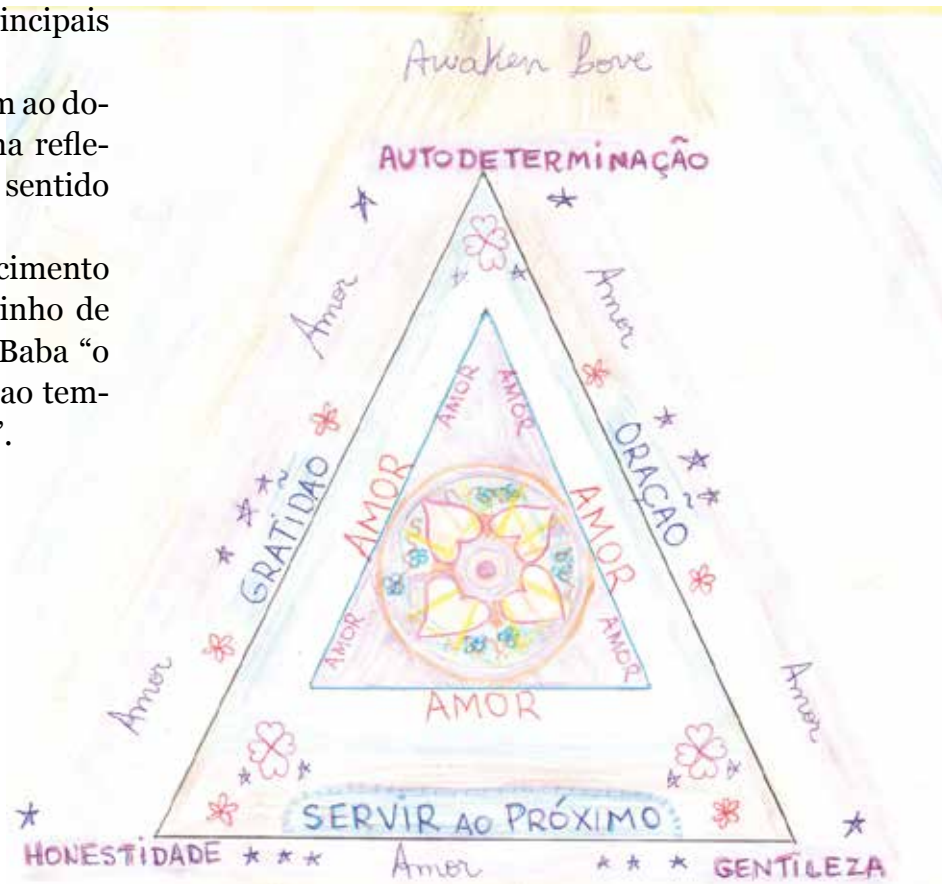 incipais
m ao do-
ma refle-
sentido
cimento
inho de
Baba “o
ao tem-
”.
Awaken Love
AUTODETERMINAÇÃO
Amor
Amor
AMOR
AMOR
GRATIDÃO
AMOR
AMOR
ORAÇÃO
AMOR
AMOR
Amor
Amor
AMOR
SERVIR AO PRÓXIMO
HONESTIDADE
Amor
GENTILEZA